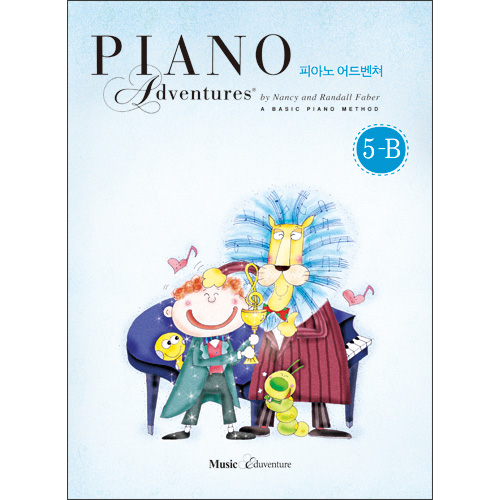 PIANO
Adventures® 피아노 어드벤처
by Nancy and Randall Faber
A BASIC PIANO METHOD
5-B
Music Eduventure